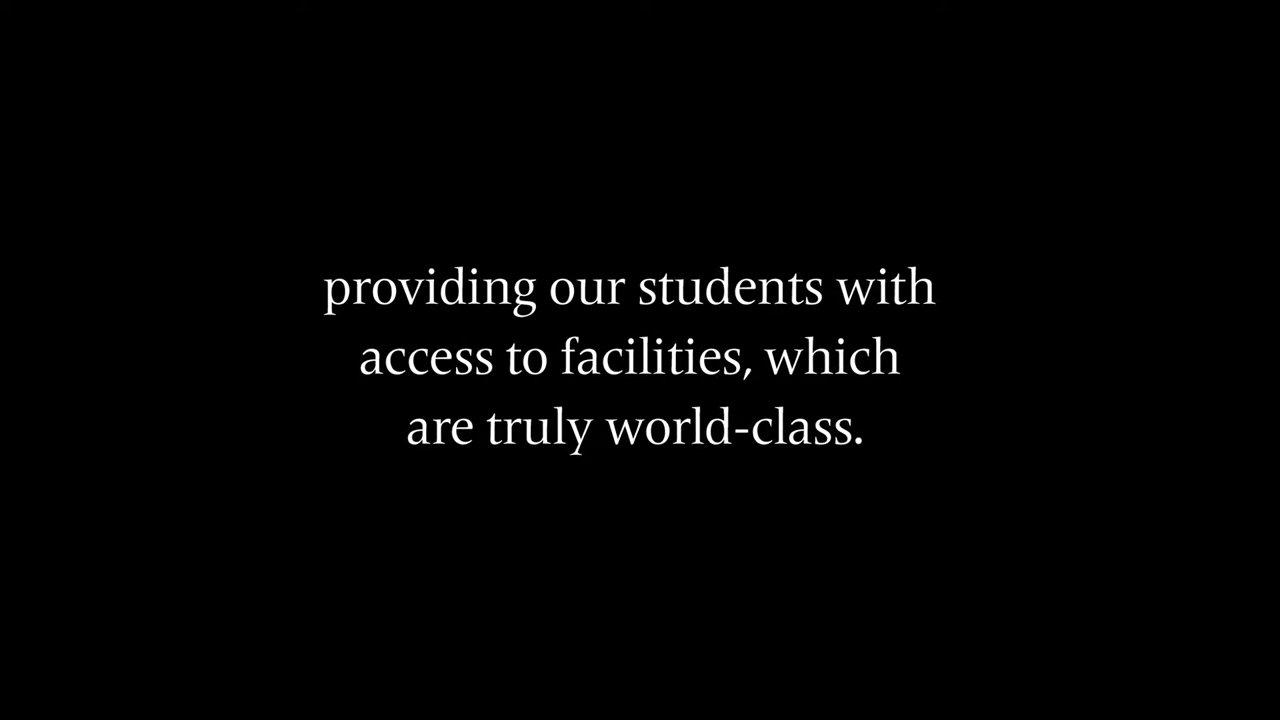 providing our students with
access to facilities, which
are truly world-class.